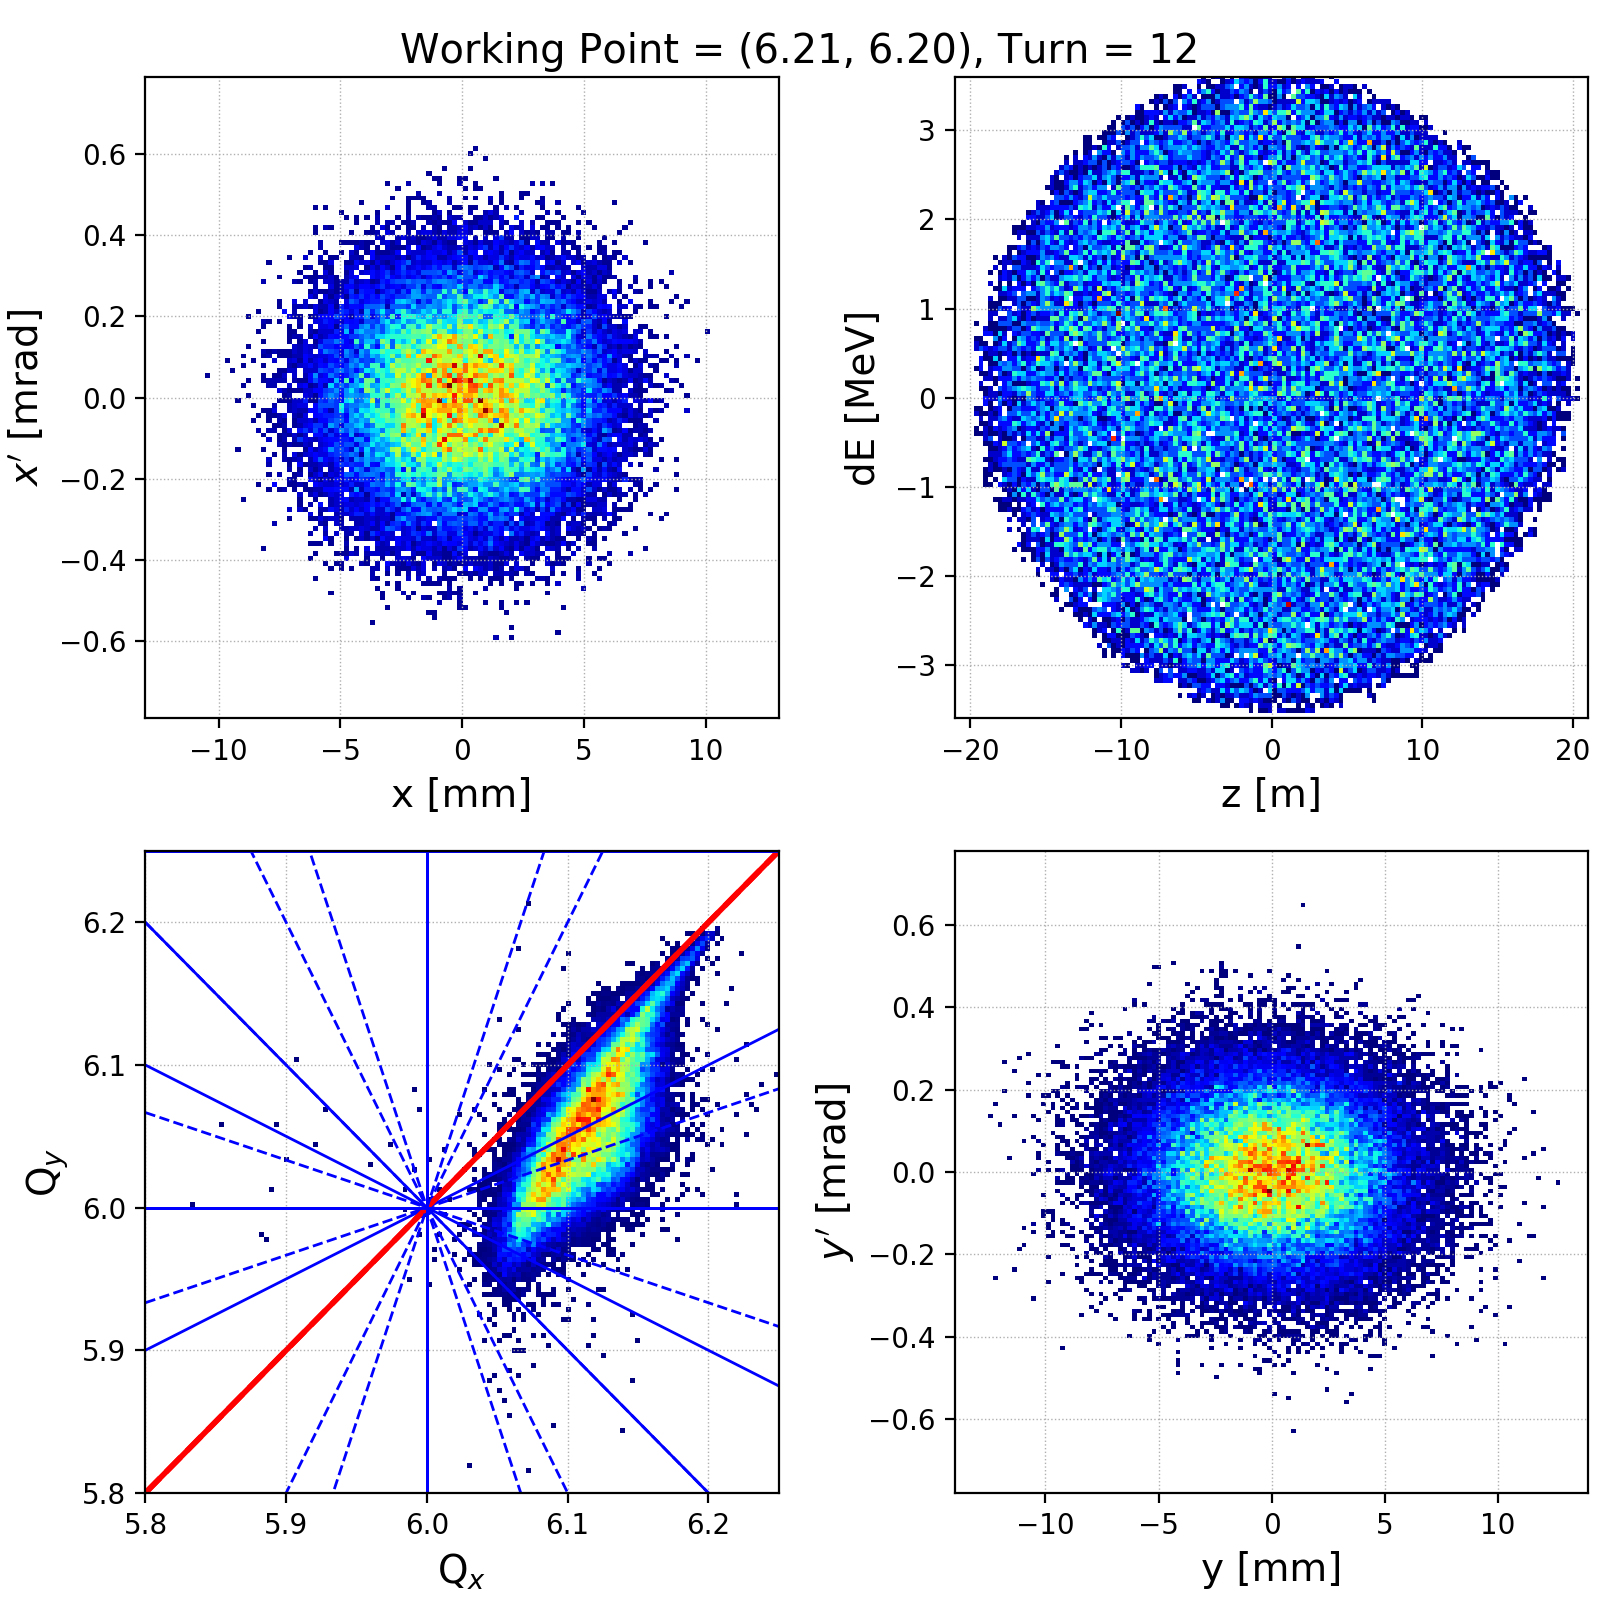 Working Point = (6.21, 6.20), Turn = 12
0.6
0.4
0.2
0.0
−0.2
−0.4
−0.6
x′ [mrad]
−10 −5 0 5 10
x [mm]
3
2
1
0
−1
−2
−3
dE [MeV]
−20 −10 0 10 20
z [m]
6.2
6.1
6.0
5.9
5.8
Qy
5.8 5.9 6.0 6.1 6.2
Qx
0.6
0.4
0.2
0.0
−0.2
−0.4
−0.6
y′ [mrad]
−10 −5 0 5 10
y [mm]